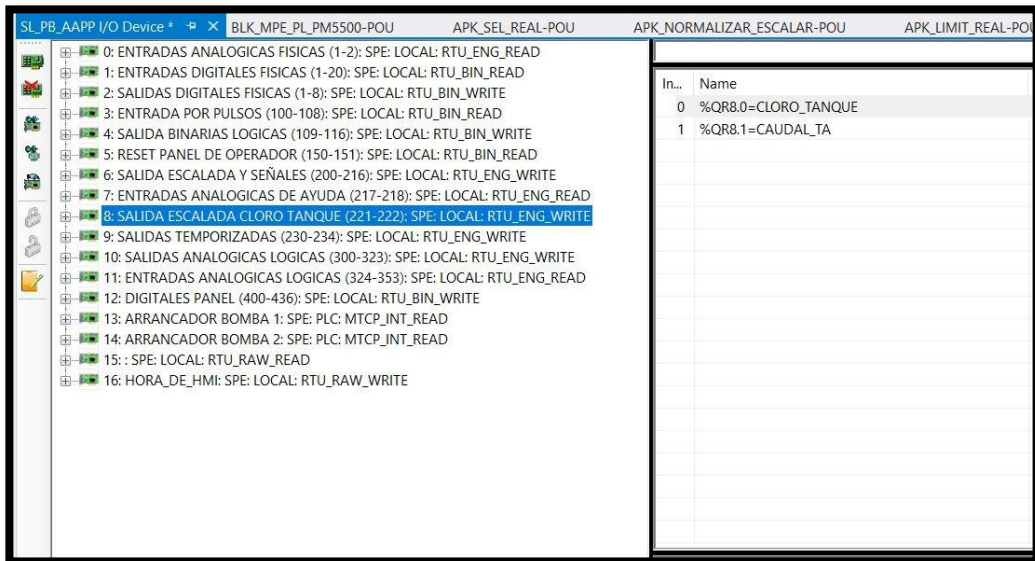 SL_PB_AAPP I/O Device * BLK_MPE_PL_PM5500-POU APK_SEL_REAL-POU APK_NORMALIZAR_ESCALAR-POU APK_LIMIT_REAL-POU
0: ENTRADAS ANALOGICAS FISICAS (1-2): SPE: LOCAL: RTU_ENG_READ
1: ENTRADAS DIGITALES FISICAS (1-20): SPE: LOCAL: RTU_BIN_READ
2: SALIDAS DIGITALES FISICAS (1-8): SPE: LOCAL: RTU_BIN_WRITE
3: ENTRADA POR PULSOS (100-108): SPE: LOCAL: RTU_BIN_READ
4: SALIDA BINARIAS LOGICAS (109-116): SPE: LOCAL: RTU_BIN_WRITE
5: RESET PANEL DE OPERADOR (150-151): SPE: LOCAL: RTU_BIN_READ
6: SALIDA ESCALADA Y SEÑALES (200-216): SPE: LOCAL: RTU_ENG_WRITE
7: ENTRADAS ANALOGICAS DE AYUDA (217-218): SPE: LOCAL: RTU_ENG_READ
8: SALIDA ESCALADA CLORO TANQUE (221-222): SPE: LOCAL: RTU_ENG_WRITE
9: SALIDAS TEMPORIZADAS (230-234): SPE: LOCAL: RTU_ENG_WRITE
10: SALIDAS ANALOGICAS LOGICAS (300-323): SPE: LOCAL: RTU_ENG_WRITE
11: ENTRADAS ANALOGICAS LOGICAS (324-353): SPE: LOCAL: RTU_ENG_READ
12: DIGITALES PANEL (400-436): SPE: LOCAL: RTU_BIN_WRITE
13: ARRANCADOR BOMBA 1: SPE: PLC: MTCP_INT_READ
14: ARRANCADOR BOMBA 2: SPE: PLC: MTCP_INT_READ
15: : SPE: LOCAL: RTU_RAW_READ
16: HORA_DE_HMI: SPE: LOCAL: RTU_RAW_WRITE
In... Name
0 %QR8.0=CLORO_TANQUE
1 %QR8.1=CAUDAL_TA